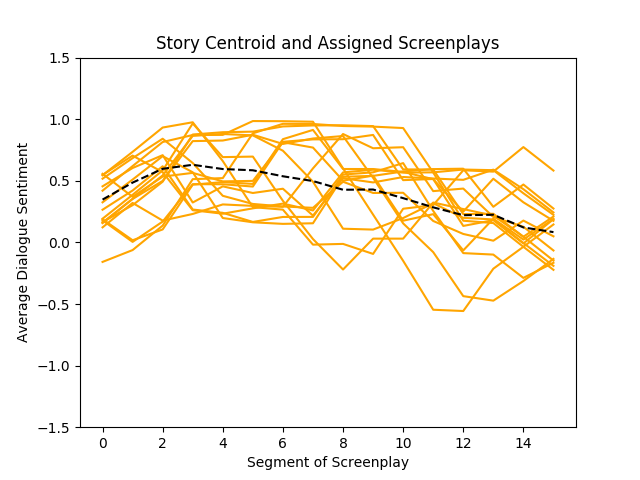 Story Centroid and Assigned Screenplays
1.5
1.0
0.5
0.0
−0.5
−1.0
−1.5
Average Dialogue Sentiment
0 2 4 6 8 10 12 14
Segment of Screenplay